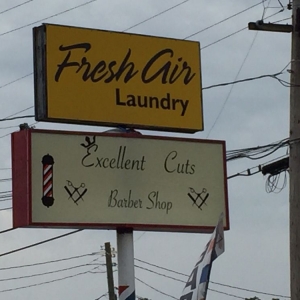 Fresh Air
Laundry
Excellent Cuts
Barber Shop